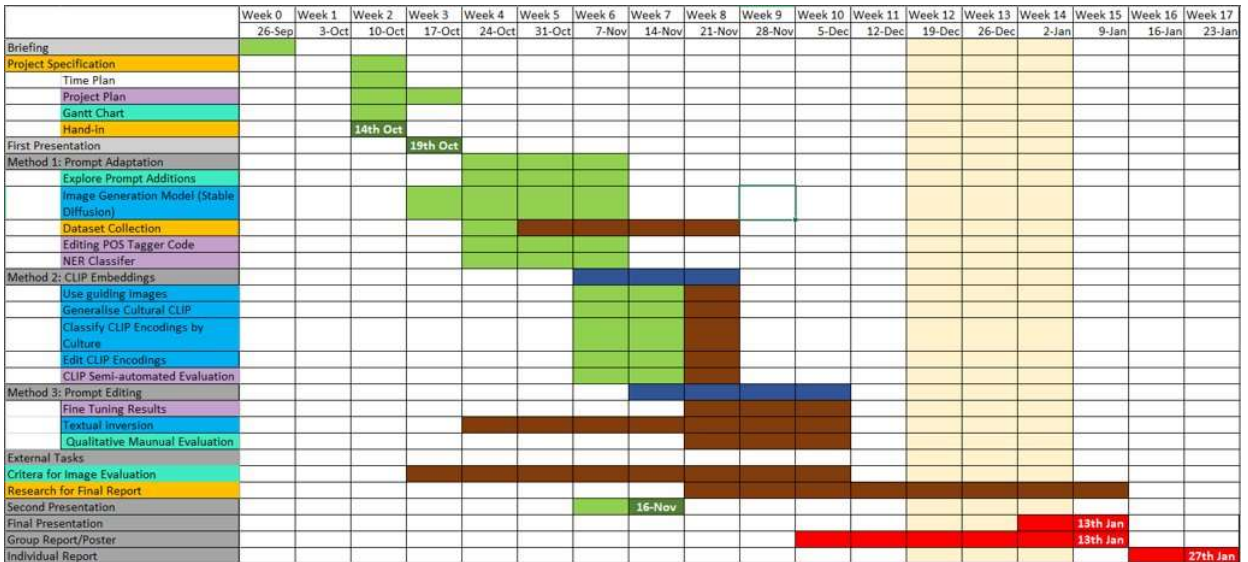 Week 0 Week 1 Week 2 Week 3 Week 4 Week 5 Week 6 Week 7 Week 8 Week 9 Week 10 Week 11 Week 12 Week 13 Week 14 Week 15 Week 16 Week 17
26-Sep 3-Oct 10-Oct 17-Oct 24-Oct 31-Oct 7-Nov 14-Nov 21-Nov 28-Nov 5-Dec 12-Dec 19-Dec 26-Dec 2-Jan 9-Jan 16-Jan 23-Jan
Briefing
Project Specification
Time Plan
Project Plan
Gantt Chart
Hand-in 14th Oct
First Presentation 19th Oct
Method 1: Prompt Adaptation
Explore Prompt Additions
Image Generation Model (Stable
Diffusion)
Dataset Collection
Editing POS Tagger Code
NER Classifer
Method 2: CLIP Embeddings
Use guiding images
Generalise Cultural CLIP
Classify CLIP Encodings by
Culture
Edit CLIP Encodings
CLIP Semi-automated Evaluation
Method 3: Prompt Editing
Fine Tuning Results
Textual Inversion
Qualitative Maunual Evaluation
External Tasks
Critera for Image Evaluation
Research for Final Report
Second Presentation 16-Nov
Final Presentation 13th Jan
Group Report/Poster 13th Jan
Individual Report 27th Jan